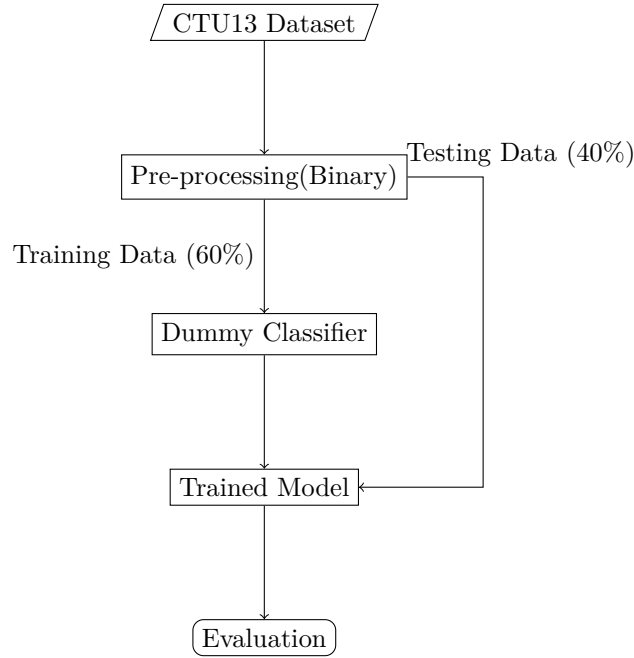 CTU13 Dataset
Testing Data (40%)
Pre-processing(Binary)
Training Data (60%)
Dummy Classifier
Trained Model
Evaluation